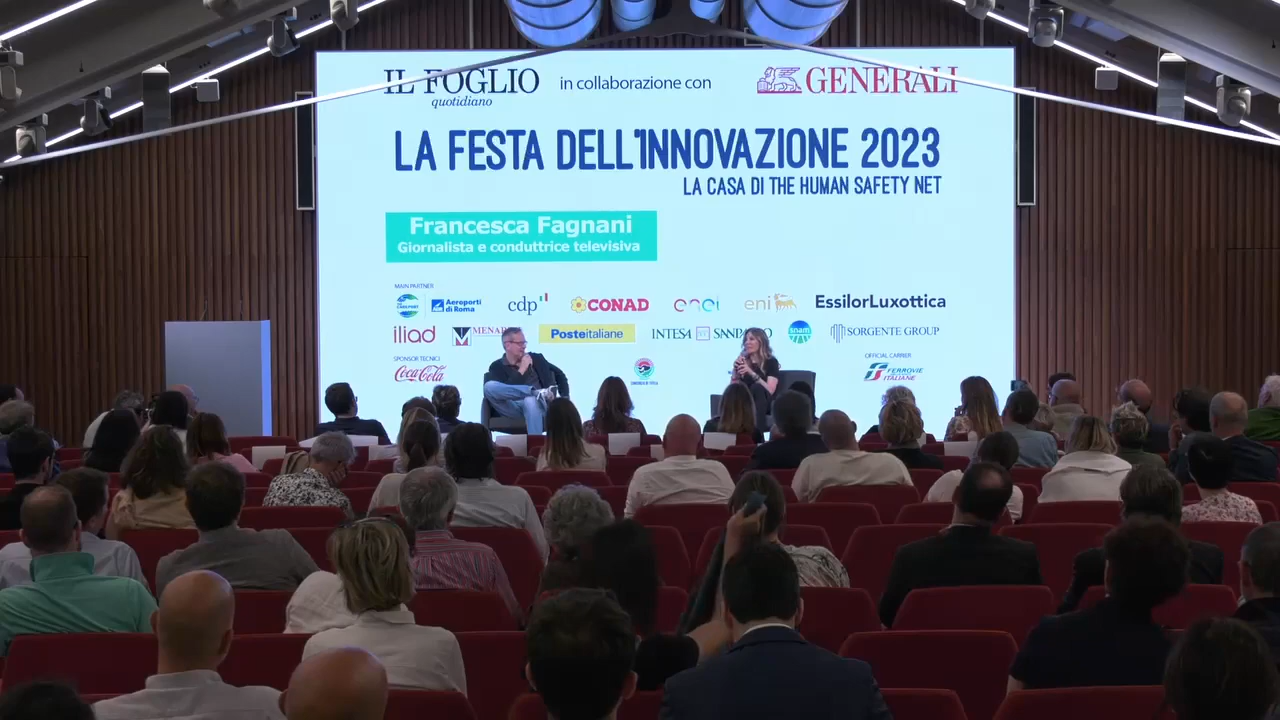 IL FOGLIO
quotidiano
in collaborazione con
GENERALI
LA FESTA DELL'INNOVAZIONE 2023
LA CASA DI THE HUMAN SAFETY NET
Francesca Fagnani
Giornalista e conduttrice televisiva
MAIN PARTNER
Aeroporti di Roma
cdp
CONAD
enel
eni
EssilorLuxottica
iliad
Posteitaliane
INTESA SANPAOLO
snam
SORGENTE GROUP
SPONSOR TECNICI
Coca-Cola
OFFICIAL CARRIER
FERROVIE
ITALIANE